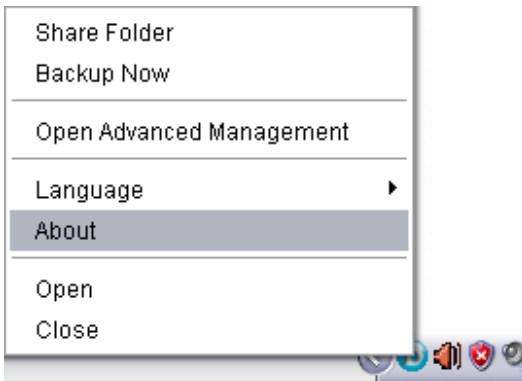 Share Folder
Backup Now
Open Advanced Management
Language
About
Open
Close